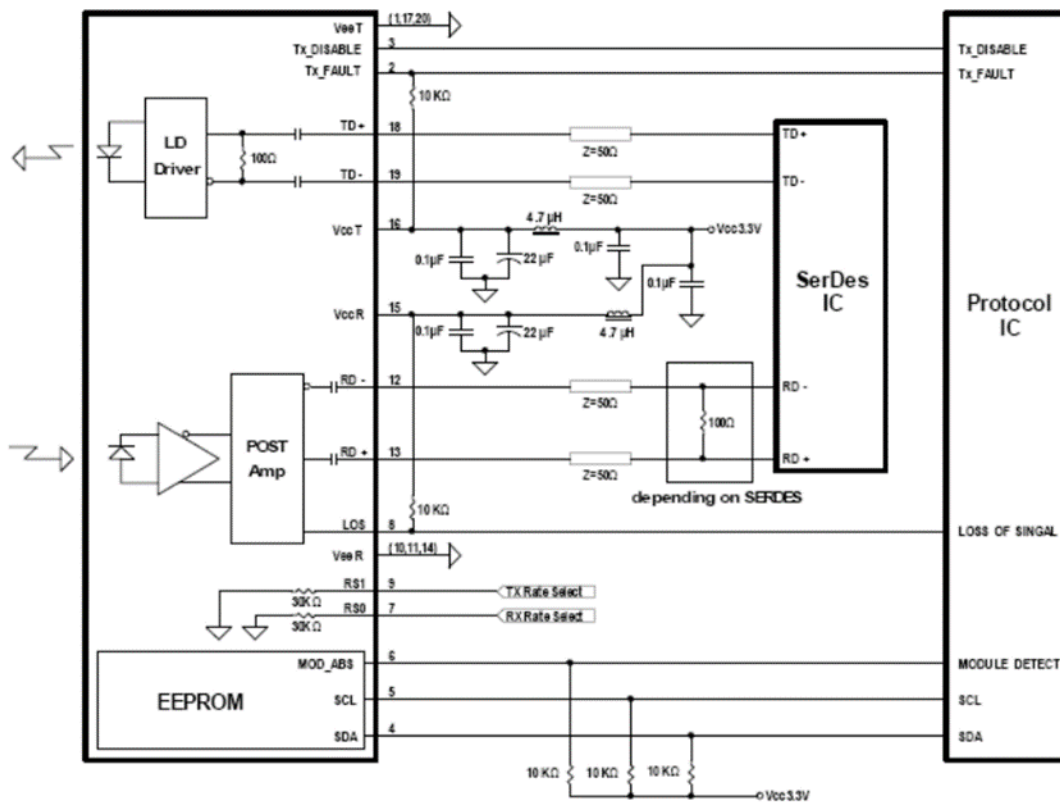 VeeT (1,17,20)
Tx_DISABLE 3 Tx_DISABLE
Tx_FAULT 2 Tx_FAULT
10 KΩ
TD+ 18 TD+
LD
Driver
100Ω
Z=50Ω
TD- 19 TD-
Z=50Ω
VccT 16 4.7 µH Vcc3.3V
0.1µF 22 µF 0.1µF 0.1µF
SerDes
IC
Protocol
IC
VccR 15
0.1µF 22 µF 4.7 µH
RD - 12 RD -
Z=50Ω
100Ω
POST
Amp
RD + 13 RD +
Z=50Ω
depending on SERDES
10 KΩ
LOS 8 LOSS OF SINGAL
VeeR (10,11,14)
RS1 9 TX Rate Select
30KΩ
RS0 7 RX Rate Select
30KΩ
MOD_ABS 6 MODULE DETECT
EEPROM
SCL 5 SCL
SDA 4 SDA
10 KΩ 10 KΩ 10 KΩ
Vcc3.3V